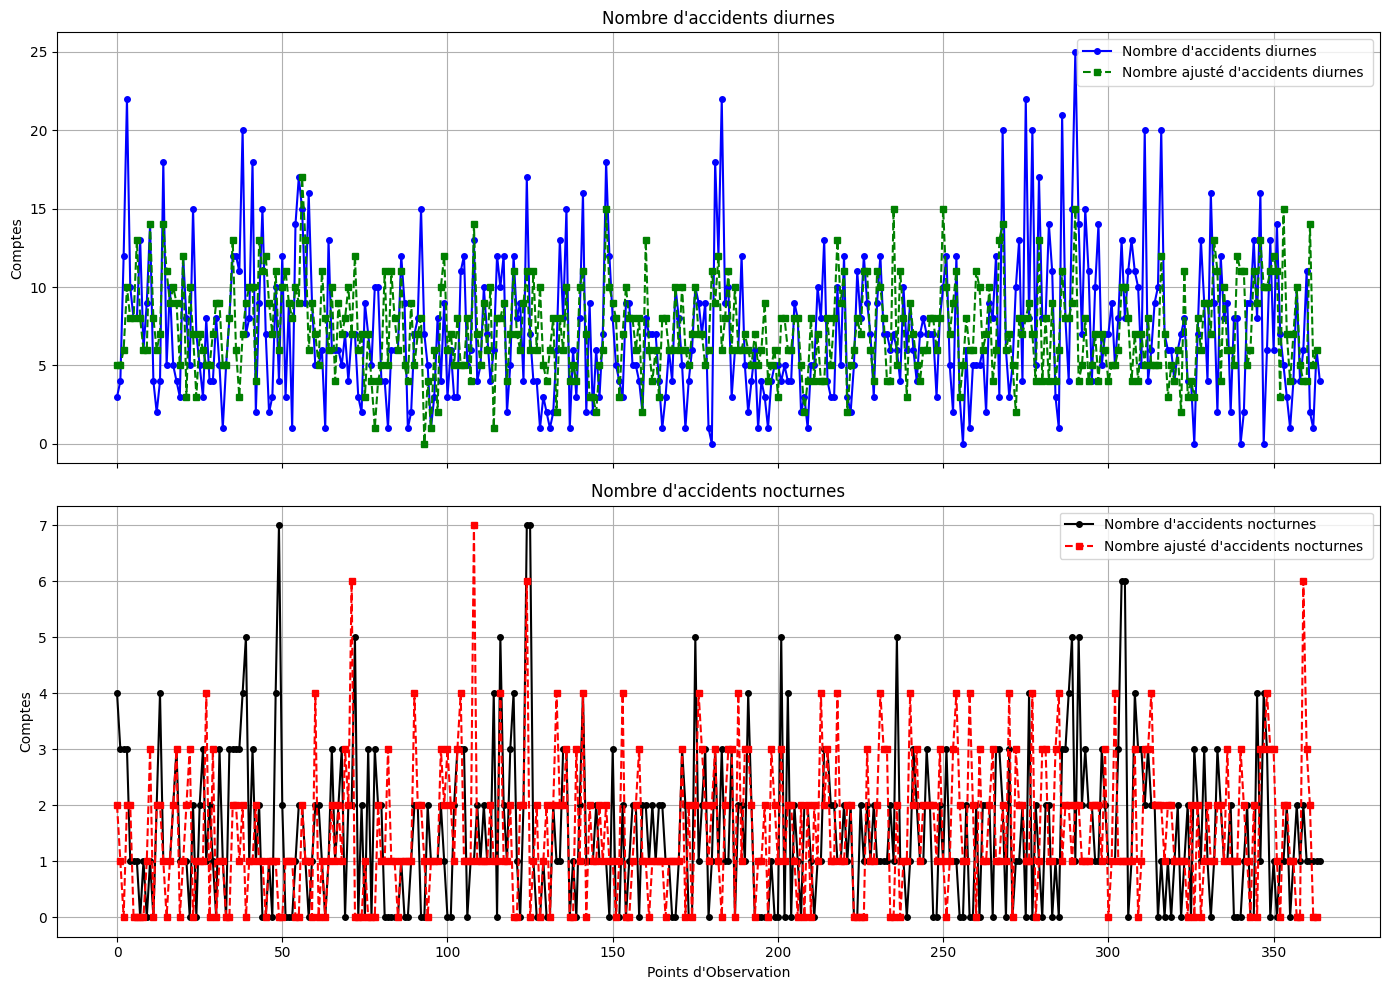 Nombre d'accidents diurnes
Comptes
25
20
15
10
5
0
Nombre d'accidents diurnes
Nombre ajusté d'accidents diurnes
Nombre d'accidents nocturnes
Comptes
7
6
5
4
3
2
1
0
Nombre d'accidents nocturnes
Nombre ajusté d'accidents nocturnes
0 50 100 150 200 250 300 350
Points d'Observation